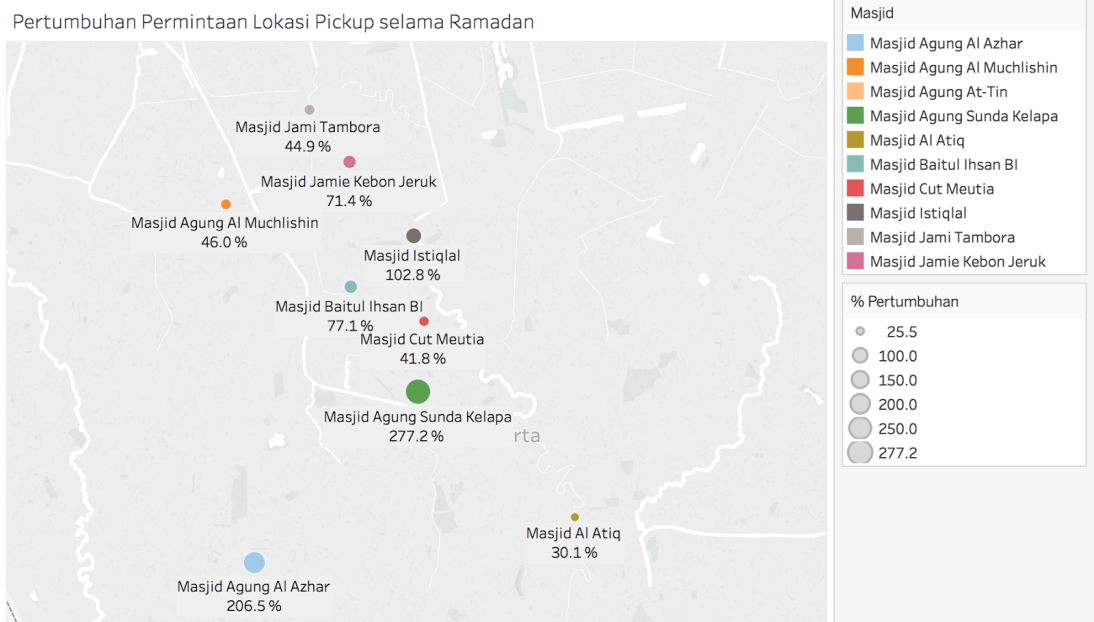 Pertumbuhan Permintaan Lokasi Pickup selama Ramadan
Masjid Jami Tambora
44.9 %
Masjid Jamie Kebon Jeruk
71.4 %
Masjid Agung Al Muchlishin
46.0 %
Masjid Istiqlal
102.8 %
Masjid Baitul Ihsan BI
77.1 %
Masjid Cut Meutia
41.8 %
Masjid Agung Sunda Kelapa
277.2 %
rta
Masjid Al Atiq
30.1 %
Masjid Agung Al Azhar
206.5 %
Masjid
Masjid Agung Al Azhar
Masjid Agung Al Muchlishin
Masjid Agung At-Tin
Masjid Agung Sunda Kelapa
Masjid Al Atiq
Masjid Baitul Ihsan BI
Masjid Cut Meutia
Masjid Istiqlal
Masjid Jami Tambora
Masjid Jamie Kebon Jeruk
% Pertumbuhan
25.5
100.0
150.0
200.0
250.0
277.2